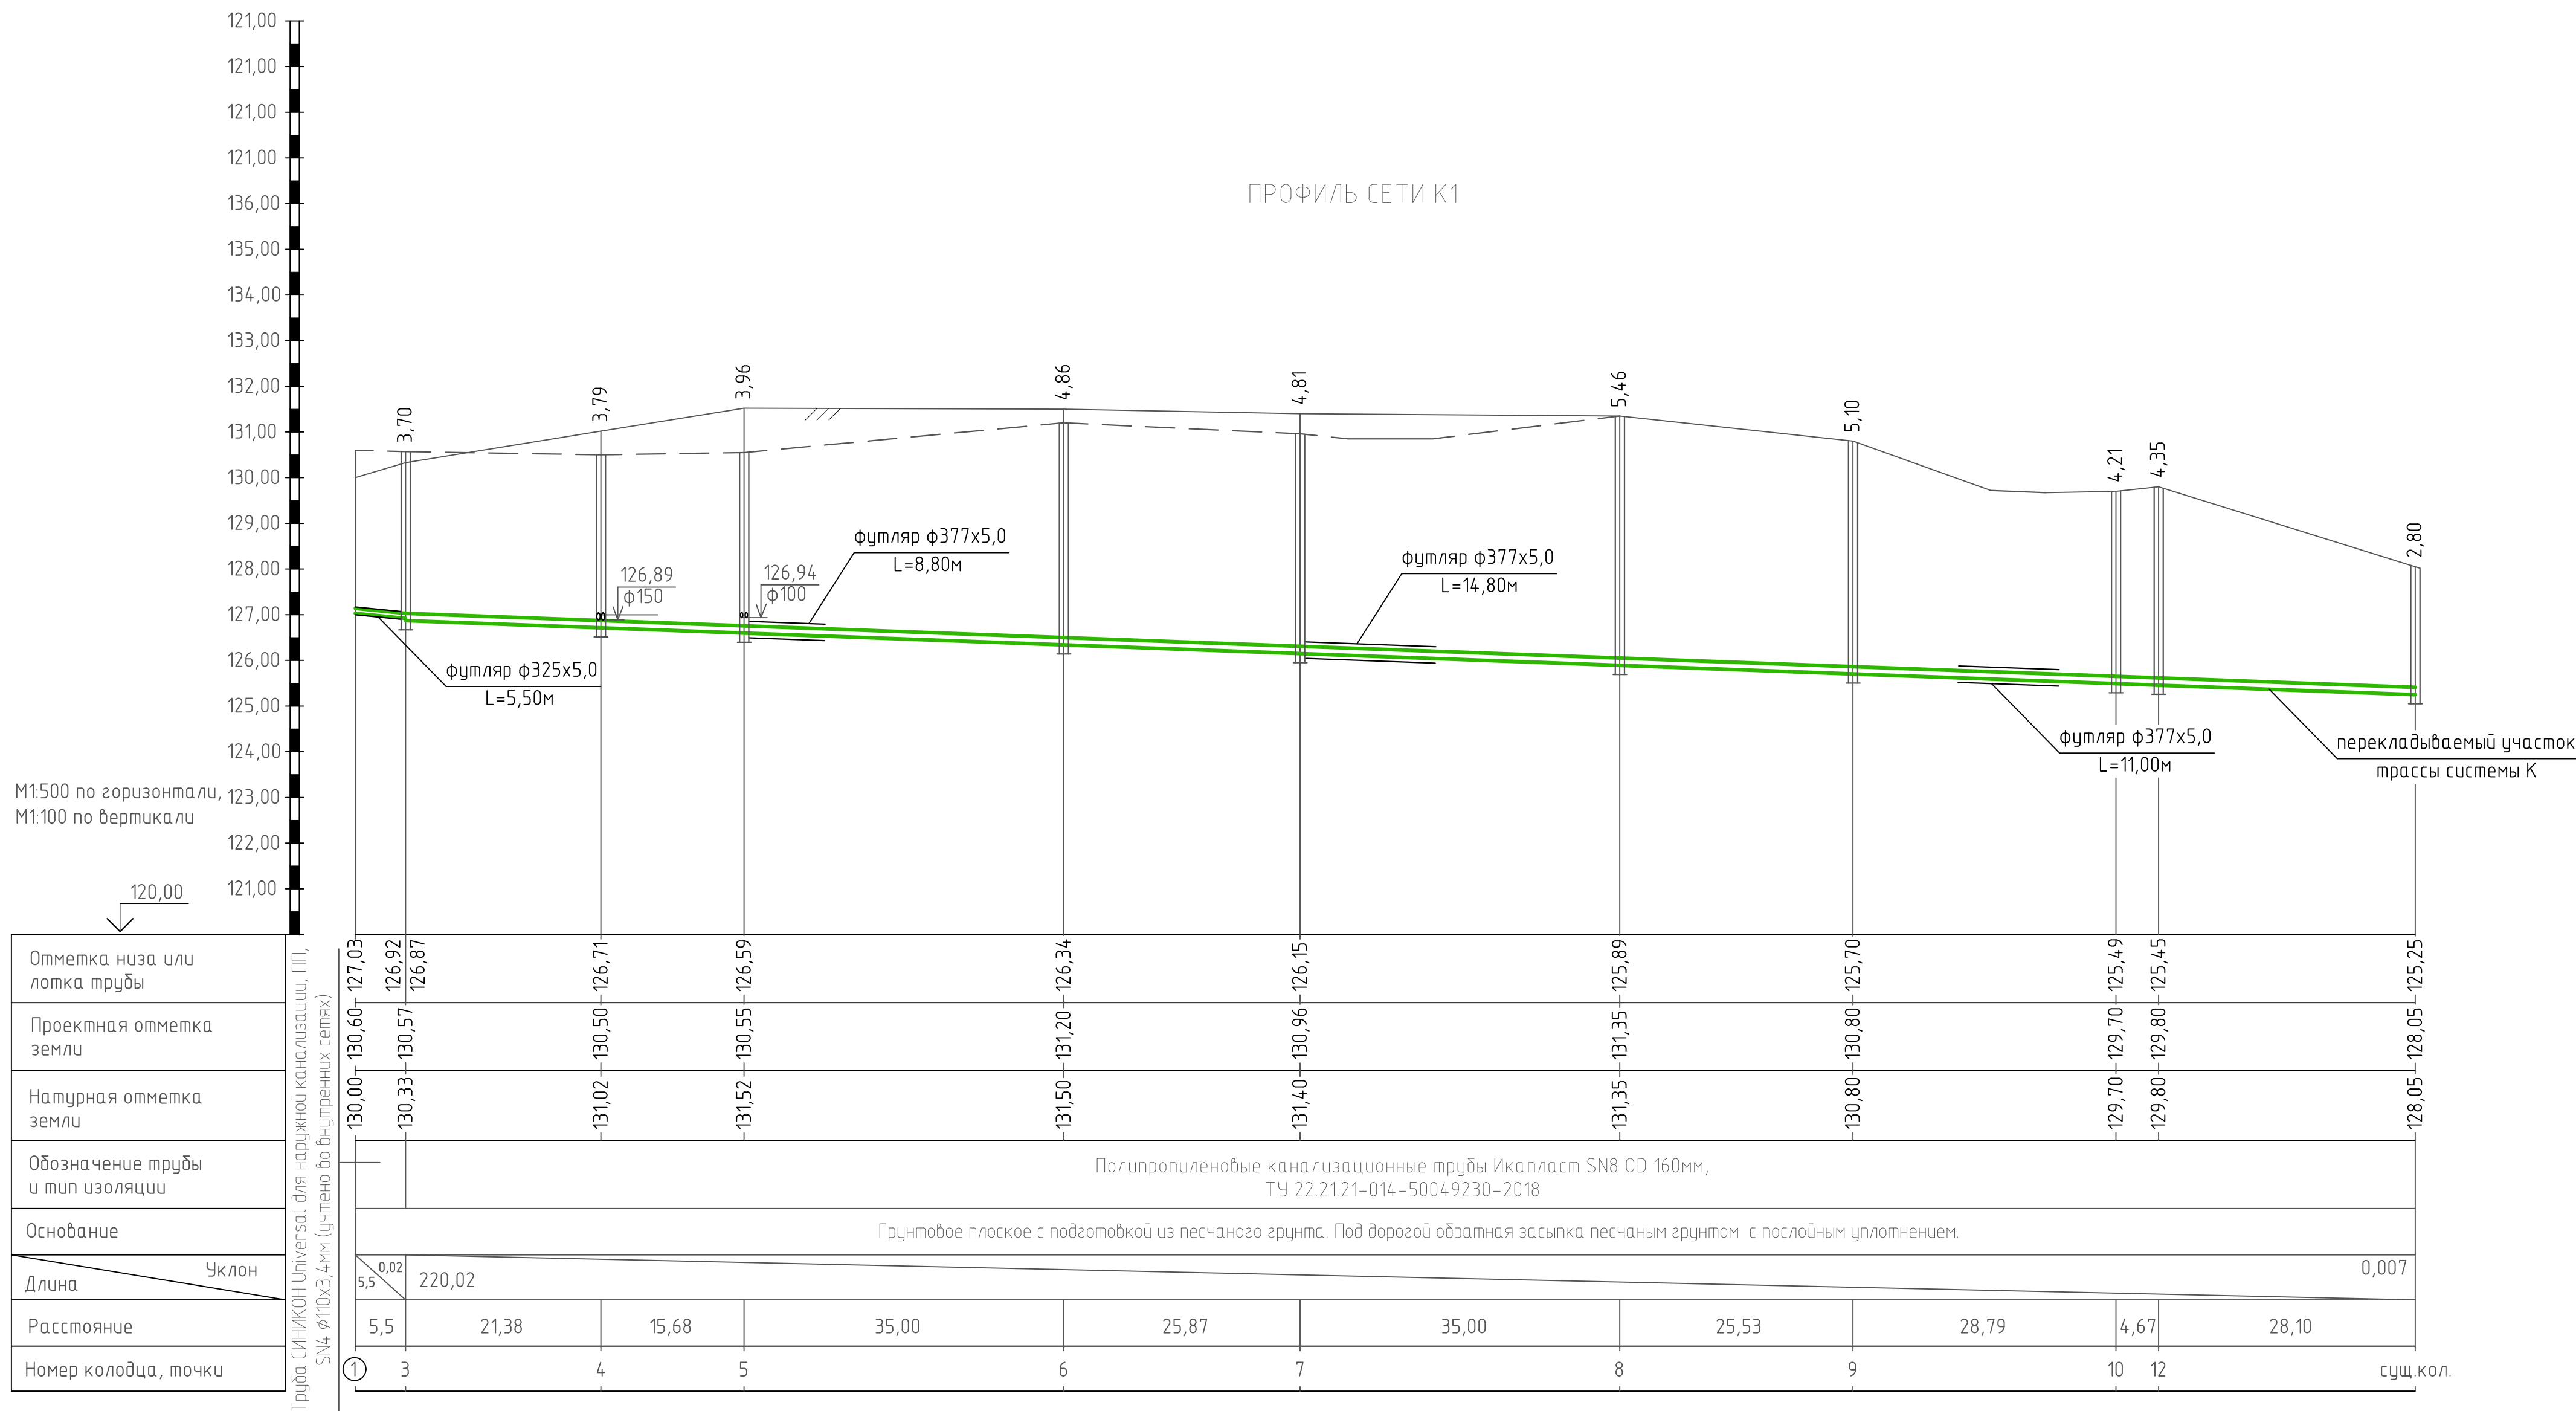 121,00
121,00
121,00
121,00
136,00
135,00
134,00
133,00
132,00
131,00
130,00
129,00
128,00
127,00
126,00
125,00
124,00
123,00
122,00
121,00
ПРОФИЛЬ СЕТИ К1
3,70
3,79
3,96
4,86
4,81
5,46
5,10
4,21
4,35
2,80
126,89
ф150
126,94
ф100
футляр ф377х5,0
L=8,80м
футляр ф377х5,0
L=14,80м
футляр ф325х5,0
L=5,50м
футляр ф377х5,0
L=11,00м
перекладываемый участок
трассы системы К
М1:500 по горизонтали,
М1:100 по вертикали
120,00
Труба СИНИКОН Universal для наружной канализации, ПП,
SN4 ⌀110х3,4мм (учтено во внутренних сетях)
Отметка низа или
лотка трубы
127,03 126,92 126,87 126,71 126,59 126,34 126,15 125,89 125,70 125,49 125,45 125,25
Проектная отметка
земли
130,60 130,57 130,50 130,55 131,20 130,96 131,35 130,80 129,70 129,80 128,05
Натурная отметка
земли
130,00 130,33 131,02 131,52 131,50 131,40 131,35 130,80 129,70 129,80 128,05
Обозначение трубы
и тип изоляции
Полипропиленовые канализационные трубы Икапласт SN8 OD 160мм,
ТУ 22.21.21-014-50049230-2018
Основание
Грунтовое плоское с подготовкой из песчаного грунта. Под дорогой обратная засыпка песчаным грунтом с послойным уплотнением.
Уклон
Длина
0,02
5,5
220,02
0,007
Расстояние
5,5 21,38 15,68 35,00 25,87 35,00 25,53 28,79 4,67 28,10
Номер колодца, точки
1 3 4 5 6 7 8 9 10 12 сущ.кол.